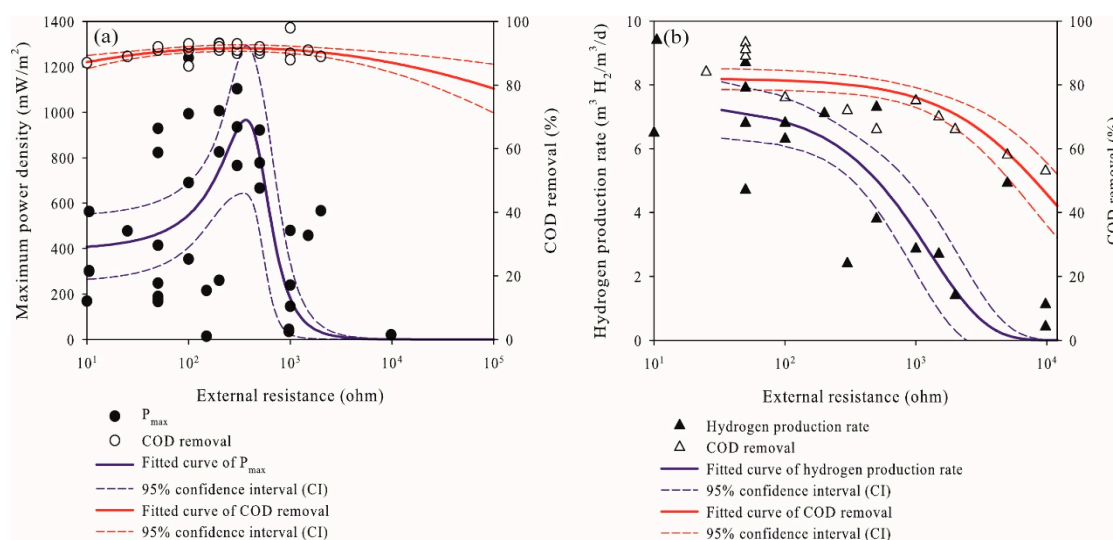 (a)
Maximum power density (mW/m²)
1400
1200
1000
800
600
400
200
0
100
80
60
40
20
0
COD removal (%)
10¹ 10² 10³ 10⁴ 10⁵
External resistance (ohm)
P_max
COD removal
Fitted curve of P_max
95% confidence interval (CI)
Fitted curve of COD removal
95% confidence interval (CI)
(b)
Hydrogen production rate (m³ H₂/m³/d)
10
8
6
4
2
0
100
80
60
40
20
0
COD removal (%)
10¹ 10² 10³ 10⁴
External resistance (ohm)
Hydrogen production rate
COD removal
Fitted curve of hydrogen production rate
95% confidence interval (CI)
Fitted curve of COD removal
95% confidence interval (CI)